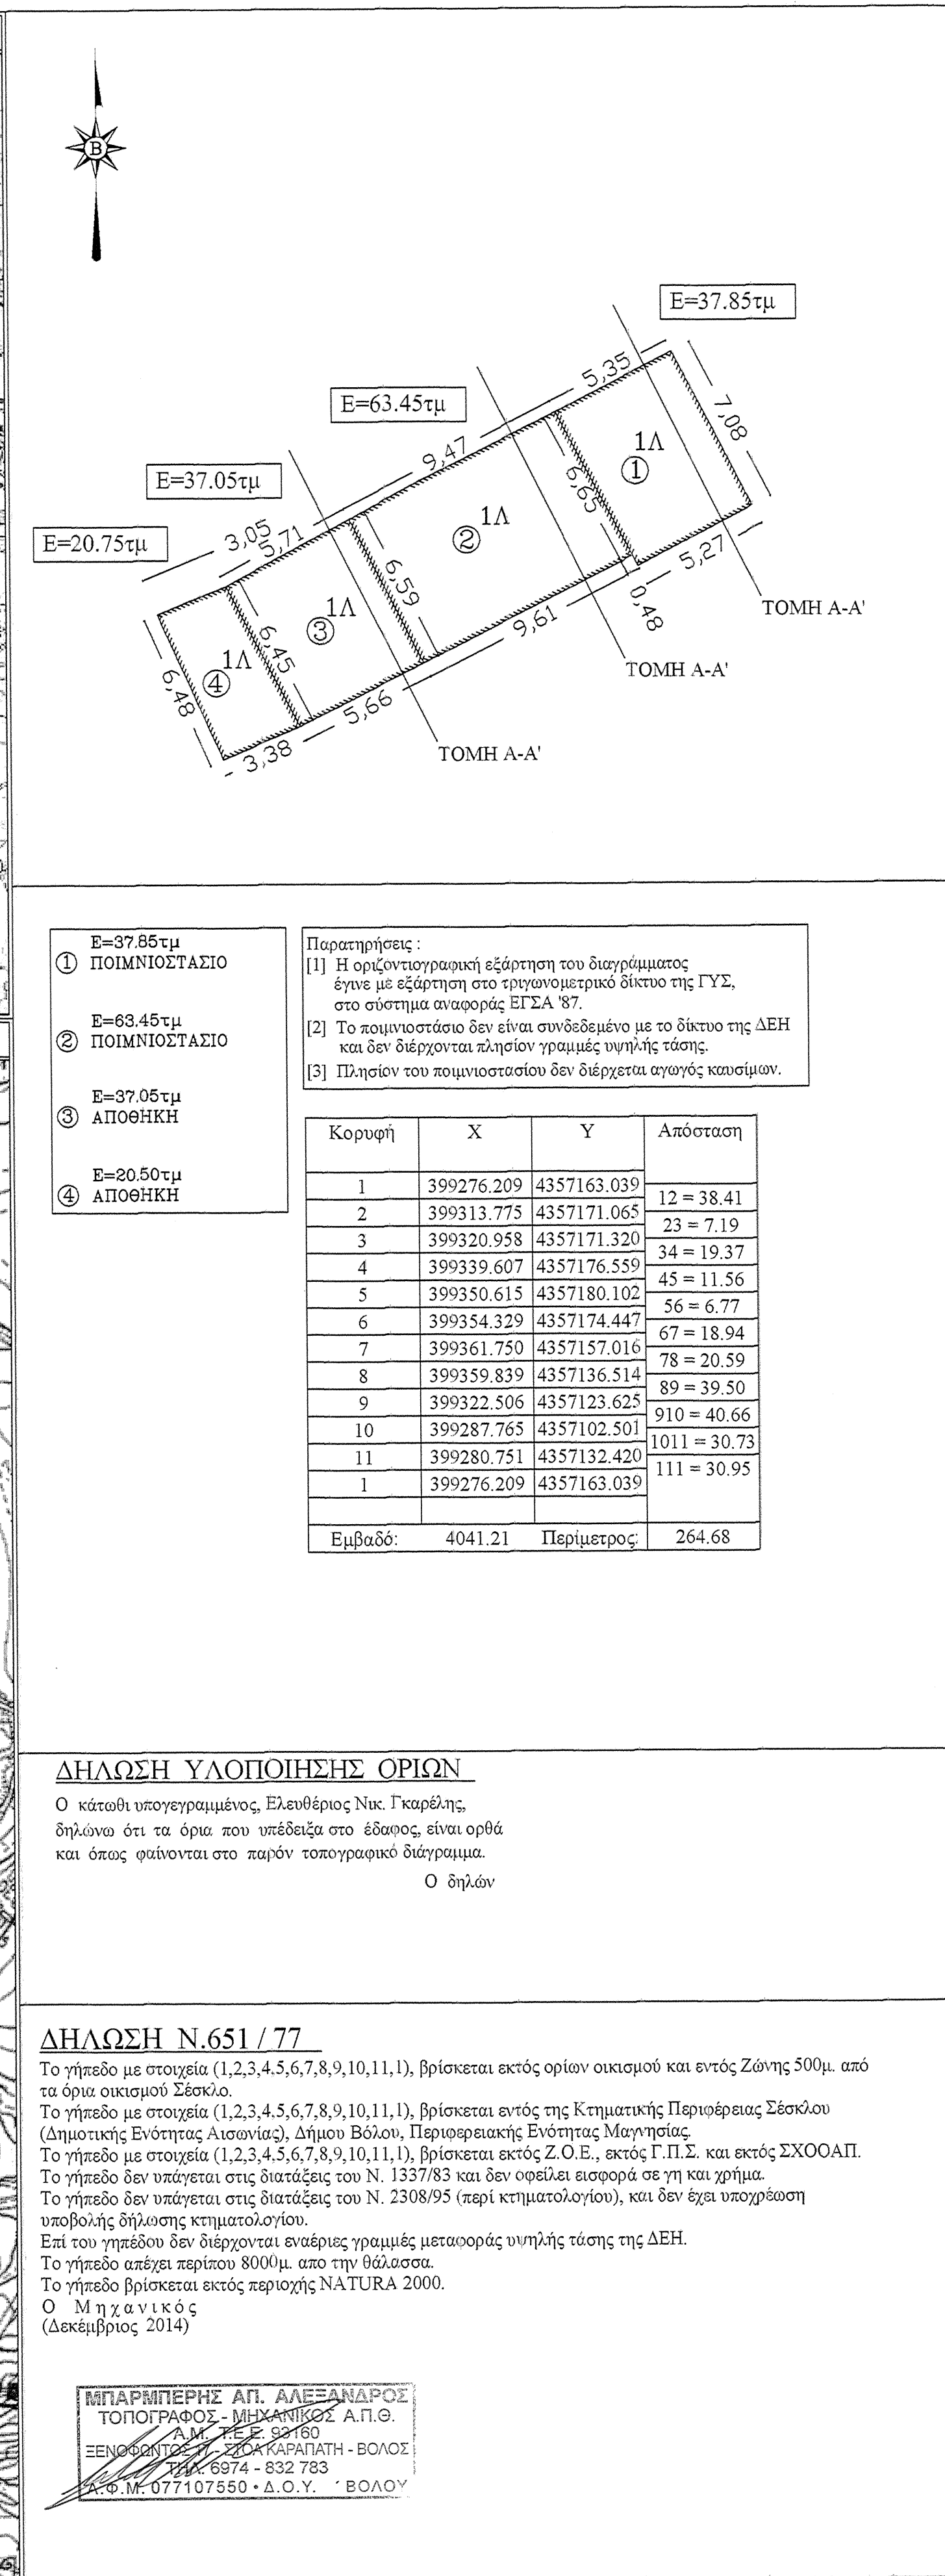 Β
Ε=37.85τμ
5,35
Ε=63.45τμ
7,08
9,47
1Λ
1
6,65
Ε=37.05τμ
1Λ
2
3,05
5,71
Ε=20.75τμ
6,59
5,27
1Λ
3
0,48
ΤΟΜΗ Α-Α'
9,61
6,45
1Λ
4
6,48
ΤΟΜΗ Α-Α'
5,66
3,38
ΤΟΜΗ Α-Α'
Ε=37.85τμ
1 ΠΟΙΜΝΙΟΣΤΑΣΙΟ
Ε=63.45τμ
2 ΠΟΙΜΝΙΟΣΤΑΣΙΟ
Ε=37.05τμ
3 ΑΠΟΘΗΚΗ
Ε=20.50τμ
4 ΑΠΟΘΗΚΗ
Παρατηρήσεις :
[1] Η οριζοντιογραφική εξάρτηση του διαγράμματος
έγινε με εξάρτηση στο τριγωνομετρικό δίκτυο της ΓΥΣ,
στο σύστημα αναφοράς ΕΓΣΑ '87.
[2] Το ποιμνιοστάσιο δεν είναι συνδεδεμένο με το δίκτυο της ΔΕΗ
και δεν διέρχονται πλησίον γραμμές υψηλής τάσης.
[3] Πλησίον του ποιμνιοστασίου δεν διέρχεται αγωγός καυσίμων.
Κορυφή Χ Υ Απόσταση
1 399276.209 4357163.039
12 = 38.41
2 399313.775 4357171.065
23 = 7.19
3 399320.958 4357171.320
34 = 19.37
4 399339.607 4357176.559
45 = 11.56
5 399350.615 4357180.102
56 = 6.77
6 399354.329 4357174.447
67 = 18.94
7 399361.750 4357157.016
78 = 20.59
8 399359.839 4357136.514
89 = 39.50
9 399322.506 4357123.625
910 = 40.66
10 399287.765 4357102.501
1011 = 30.73
11 399280.751 4357132.420
111 = 30.95
1 399276.209 4357163.039
Εμβαδό: 4041.21 Περίμετρος: 264.68
ΔΗΛΩΣΗ ΥΛΟΠΟΙΗΣΗΣ ΟΡΙΩΝ
Ο κάτωθι υπογεγραμμένος, Ελευθέριος Νικ. Γκαρέλης,
δηλώνω ότι τα όρια που υπέδειξα στο έδαφος, είναι ορθά
και όπως φαίνονται στο παρόν τοπογραφικό διάγραμμα.
Ο δηλών
ΔΗΛΩΣΗ Ν.651 / 77
Το γήπεδο με στοιχεία (1,2,3,4,5,6,7,8,9,10,11,1), βρίσκεται εκτός ορίων οικισμού και εντός Ζώνης 500μ. από
τα όρια οικισμού Σέσκλο.
Το γήπεδο με στοιχεία (1,2,3,4,5,6,7,8,9,10,11,1), βρίσκεται εντός της Κτηματικής Περιφέρειας Σέσκλου
(Δημοτικής Ενότητας Αισωνίας), Δήμου Βόλου, Περιφερειακής Ενότητας Μαγνησίας.
Το γήπεδο με στοιχεία (1,2,3,4,5,6,7,8,9,10,11,1), βρίσκεται εκτός Ζ.Ο.Ε., εκτός Γ.Π.Σ. και εκτός ΣΧΟΟΑΠ.
Το γήπεδο δεν υπάγεται στις διατάξεις του Ν. 1337/83 και δεν οφείλει εισφορά σε γη και χρήμα.
Το γήπεδο δεν υπάγεται στις διατάξεις του Ν. 2308/95 (περί κτηματολογίου), και δεν έχει υποχρέωση
υποβολής δήλωσης κτηματολογίου.
Επί του γηπέδου δεν διέρχονται εναέριες γραμμές μεταφοράς υψηλής τάσης της ΔΕΗ.
Το γήπεδο απέχει περίπου 8000μ. απο την θάλασσα.
Το γήπεδο βρίσκεται εκτός περιοχής NATURA 2000.
Ο Μηχανικός
(Δεκέμβριος 2014)
ΜΠΑΡΜΠΕΡΗΣ ΑΠ. ΑΛΕΞΑΝΔΡΟΣ
ΤΟΠΟΓΡΑΦΟΣ - ΜΗΧΑΝΙΚΟΣ Α.Π.Θ.
Α.Μ. Τ.Ε.Ε. 93160
ΞΕΝΟΦΩΝΤΟΣ 17 - ΣΤΟΑ ΚΑΡΑΠΑΤΗ - ΒΟΛΟΣ
ΤΗΛ. 6974 - 832 783
Α.Φ.Μ. 077107550 • Δ.Ο.Υ. ΒΟΛΟΥ